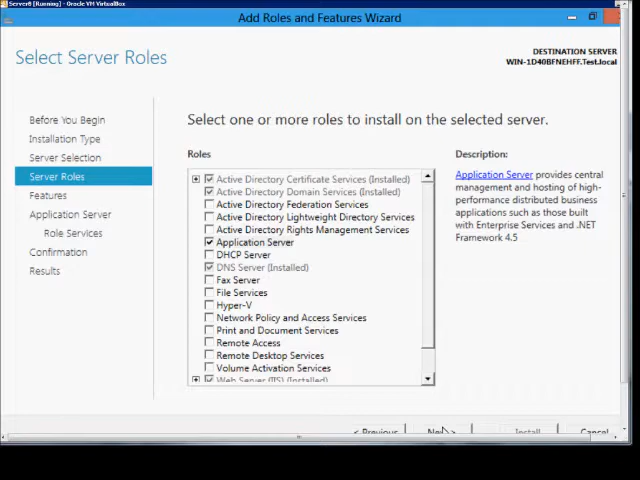 Server8 [Running] - Oracle VM VirtualBox
Add Roles and Features Wizard
Select Server Roles
DESTINATION SERVER
WIN-1D40BFNEHFF.Test.local
Before You Begin
Installation Type
Server Selection
Server Roles
Features
Application Server
Role Services
Confirmation
Results
Select one or more roles to install on the selected server.
Roles
Active Directory Certificate Services (Installed)
Active Directory Domain Services (Installed)
Active Directory Federation Services
Active Directory Lightweight Directory Services
Active Directory Rights Management Services
Application Server
DHCP Server
DNS Server (Installed)
Fax Server
File Services
Hyper-V
Network Policy and Access Services
Print and Document Services
Remote Access
Remote Desktop Services
Volume Activation Services
Web Server (IIS) (Installed)
Description:
Application Server provides central
management and hosting of high-
performance distributed business
applications such as those built
with Enterprise Services and .NET
Framework 4.5
< Previous
Next >
Install
Cancel